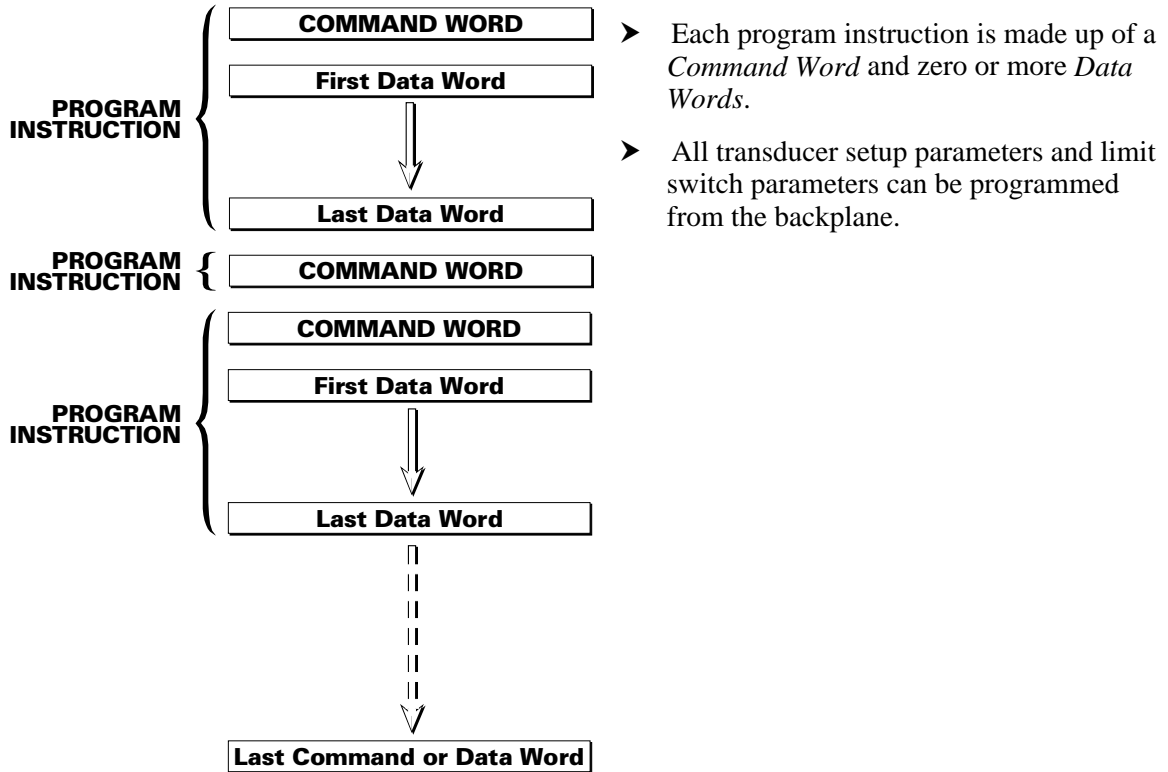 COMMAND WORD
First Data Word
PROGRAM
INSTRUCTION
Last Data Word
PROGRAM
INSTRUCTION
COMMAND WORD
COMMAND WORD
First Data Word
PROGRAM
INSTRUCTION
Last Data Word
Last Command or Data Word
➤ Each program instruction is made up of a
Command Word and zero or more Data
Words.
➤ All transducer setup parameters and limit
switch parameters can be programmed
from the backplane.